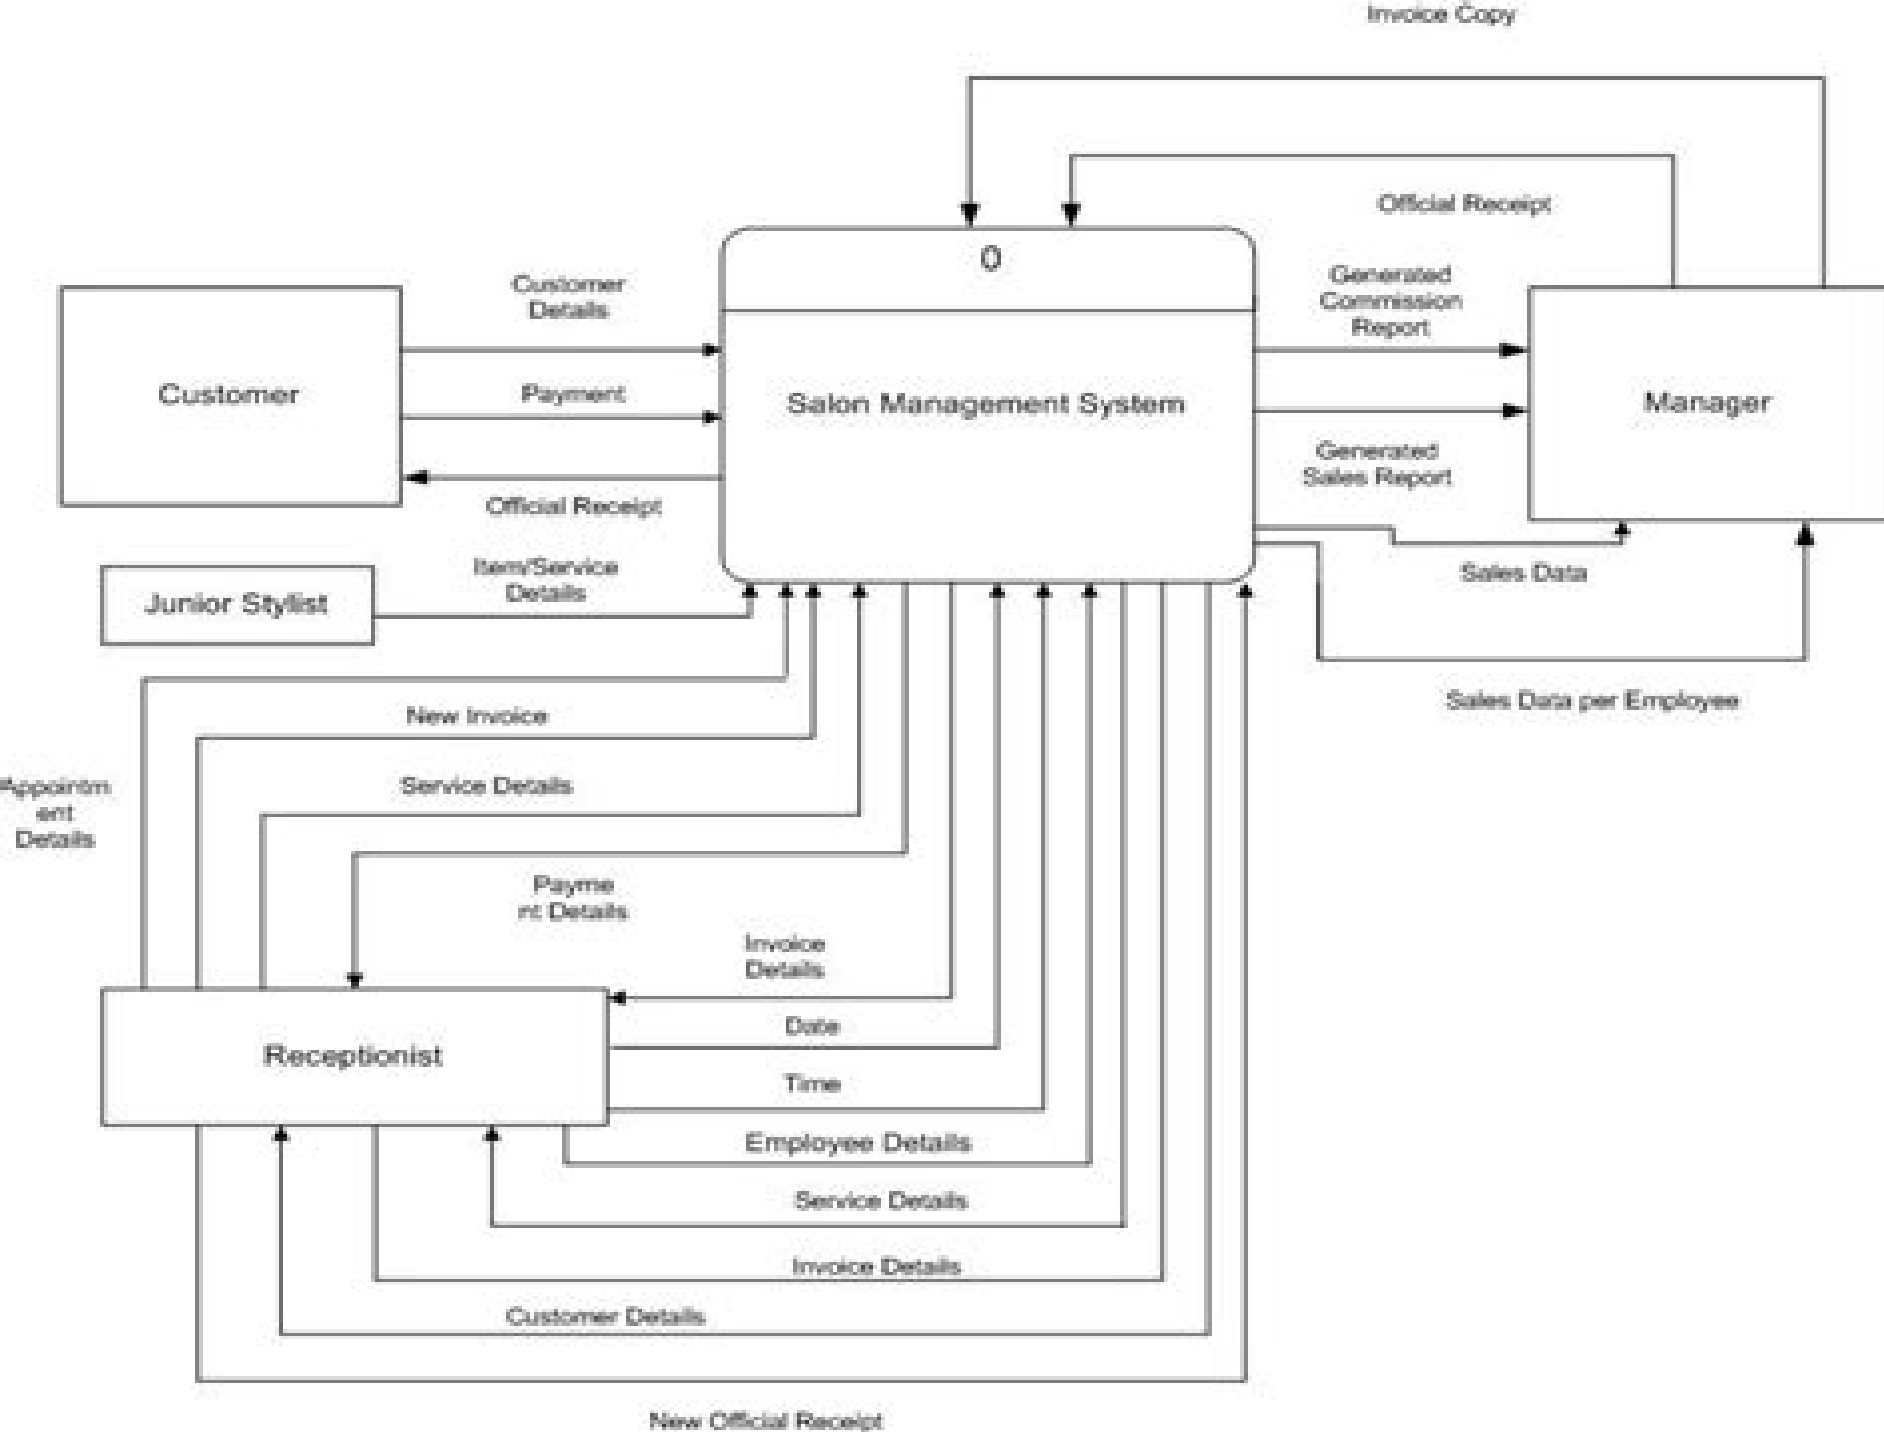 Invoice Copy
Official Receipt
0
Customer
Details
Generated
Commission
Report
Customer
Payment
Salon Management System
Manager
Generated
Sales Report
Official Receipt
Item/Service
Details
Sales Data
Junior Stylist
Sales Data per Employee
New Invoice
Appointm
ent
Details
Service Details
Payme
nt Details
Invoice
Details
Date
Receptionist
Time
Employee Details
Service Details
Invoice Details
Customer Details
New Official Receipt